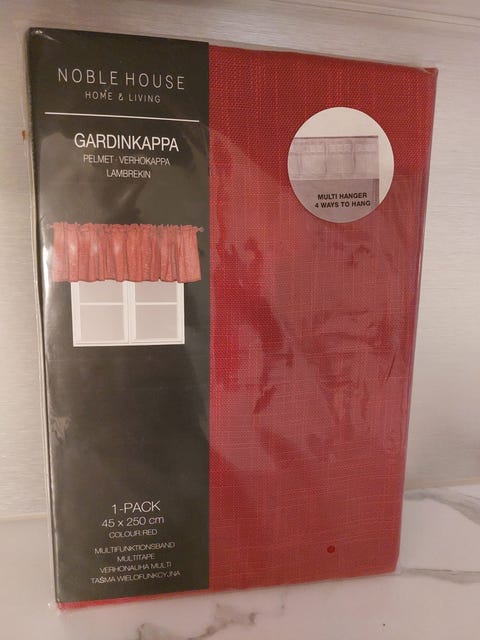 NOBLE HOUSE
HOME & LIVING
GARDINKAPPA
PELMET · VERHOKAPPA
LAMBREKIN
MULTI HANGER
4 WAYS TO HANG
1-PACK
45 x 250 cm
COLOUR:RED
MULTIFUNKTIONSBAND
MULTITAPE
VERHONAUHA MULTI
TAŚMA WIELOFUNKCYJNA